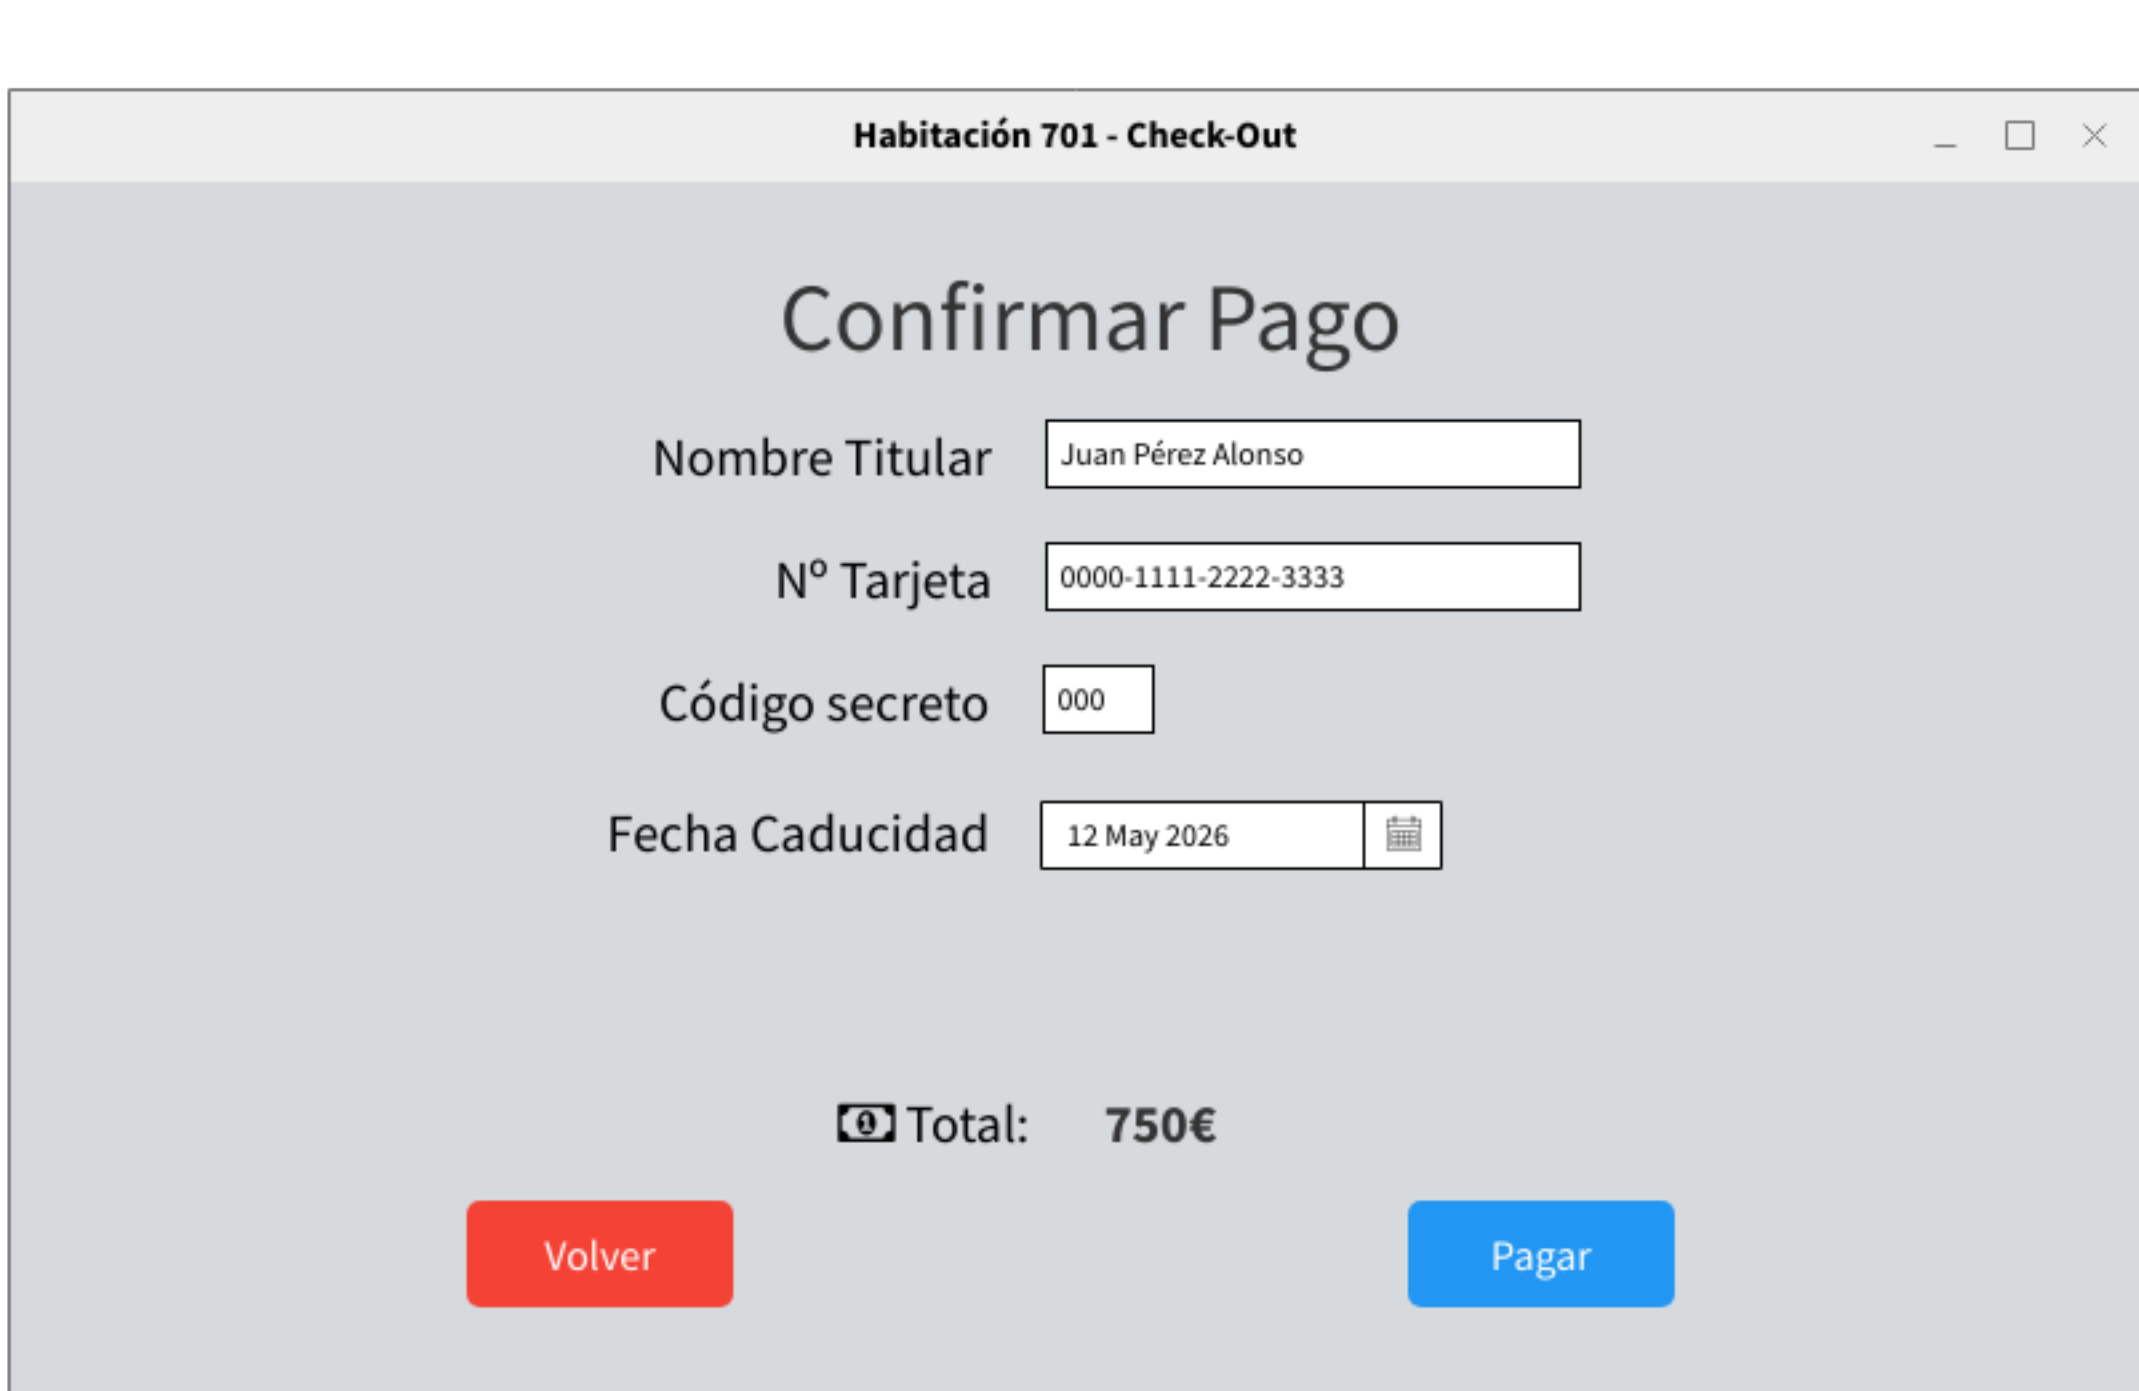 Habitación 701 - Check-Out
Confirmar Pago
Nombre Titular Juan Pérez Alonso
Nº Tarjeta 0000-1111-2222-3333
Código secreto 000
Fecha Caducidad 12 May 2026
Total: 750€
Volver Pagar